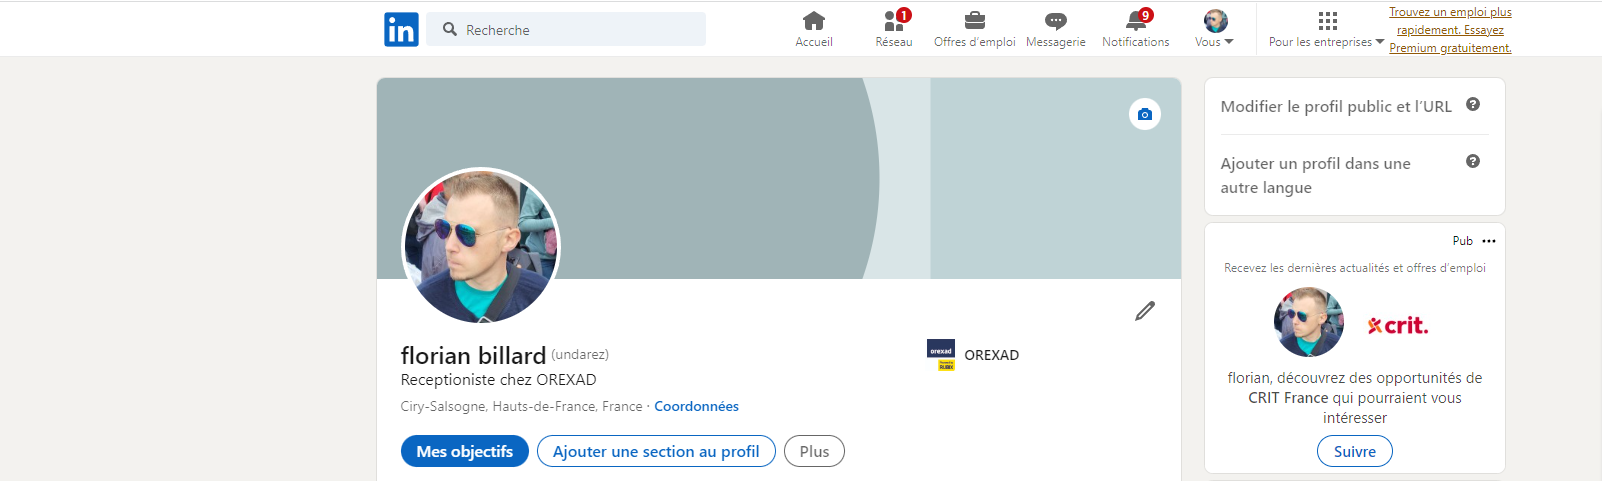 in
Recherche
1
9
Accueil
Réseau
Offres d'emploi
Messagerie
Notifications
Vous
Pour les entreprises
Trouvez un emploi plus
rapidement. Essayez
Premium gratuitement.
florian billard (undarez)
Receptioniste chez OREXAD
Ciry-Salsogne, Hauts-de-France, France · Coordonnées
orexad
RUBIX
OREXAD
Mes objectifs
Ajouter une section au profil
Plus
Modifier le profil public et l'URL ?
Ajouter un profil dans une ?
autre langue
Pub
Recevez les dernières actualités et offres d'emploi
crit.
florian, découvrez des opportunités de
CRIT France qui pourraient vous
intéresser
Suivre